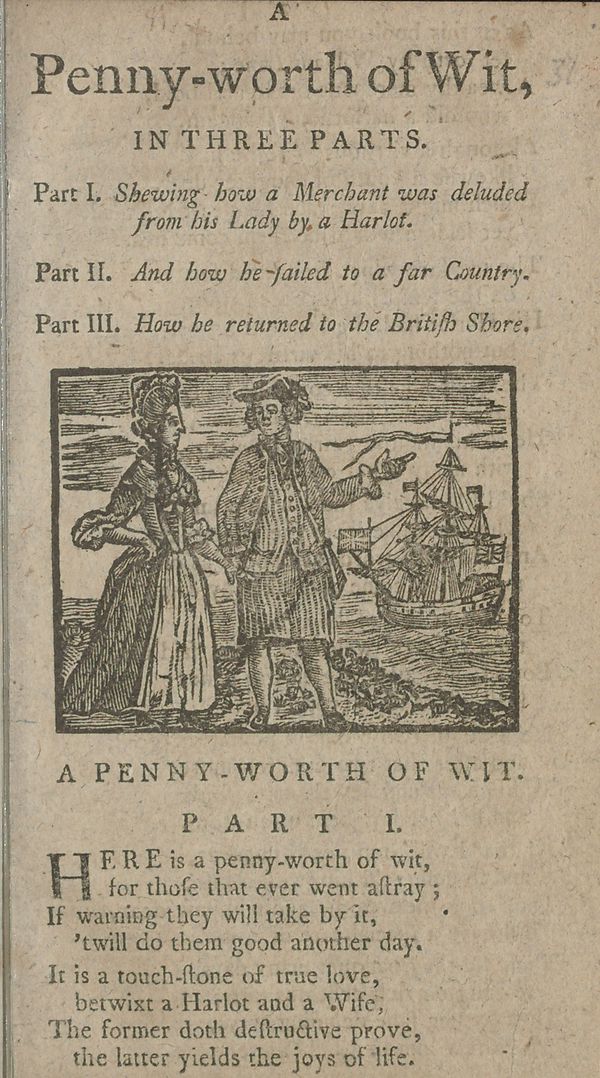 A
Penny-worth of Wit,
IN THREE PARTS.
Part I. Shewing how a Merchant was deluded
from his Lady by a Harlot.
Part II. And how he ſailed to a far Country.
Part III. How he returned to the Britiſh Shore.
A PENNY-WORTH OF WIT.
PART I.
HERE is a penny-worth of wit,
for thoſe that ever went aſtray;
If warning they will take by it,
'twill do them good another day.
It is a touch-ſtone of true love,
betwixt a Harlot and a Wife;
The former doth deſtructive prove,
the latter yields the joys of life.